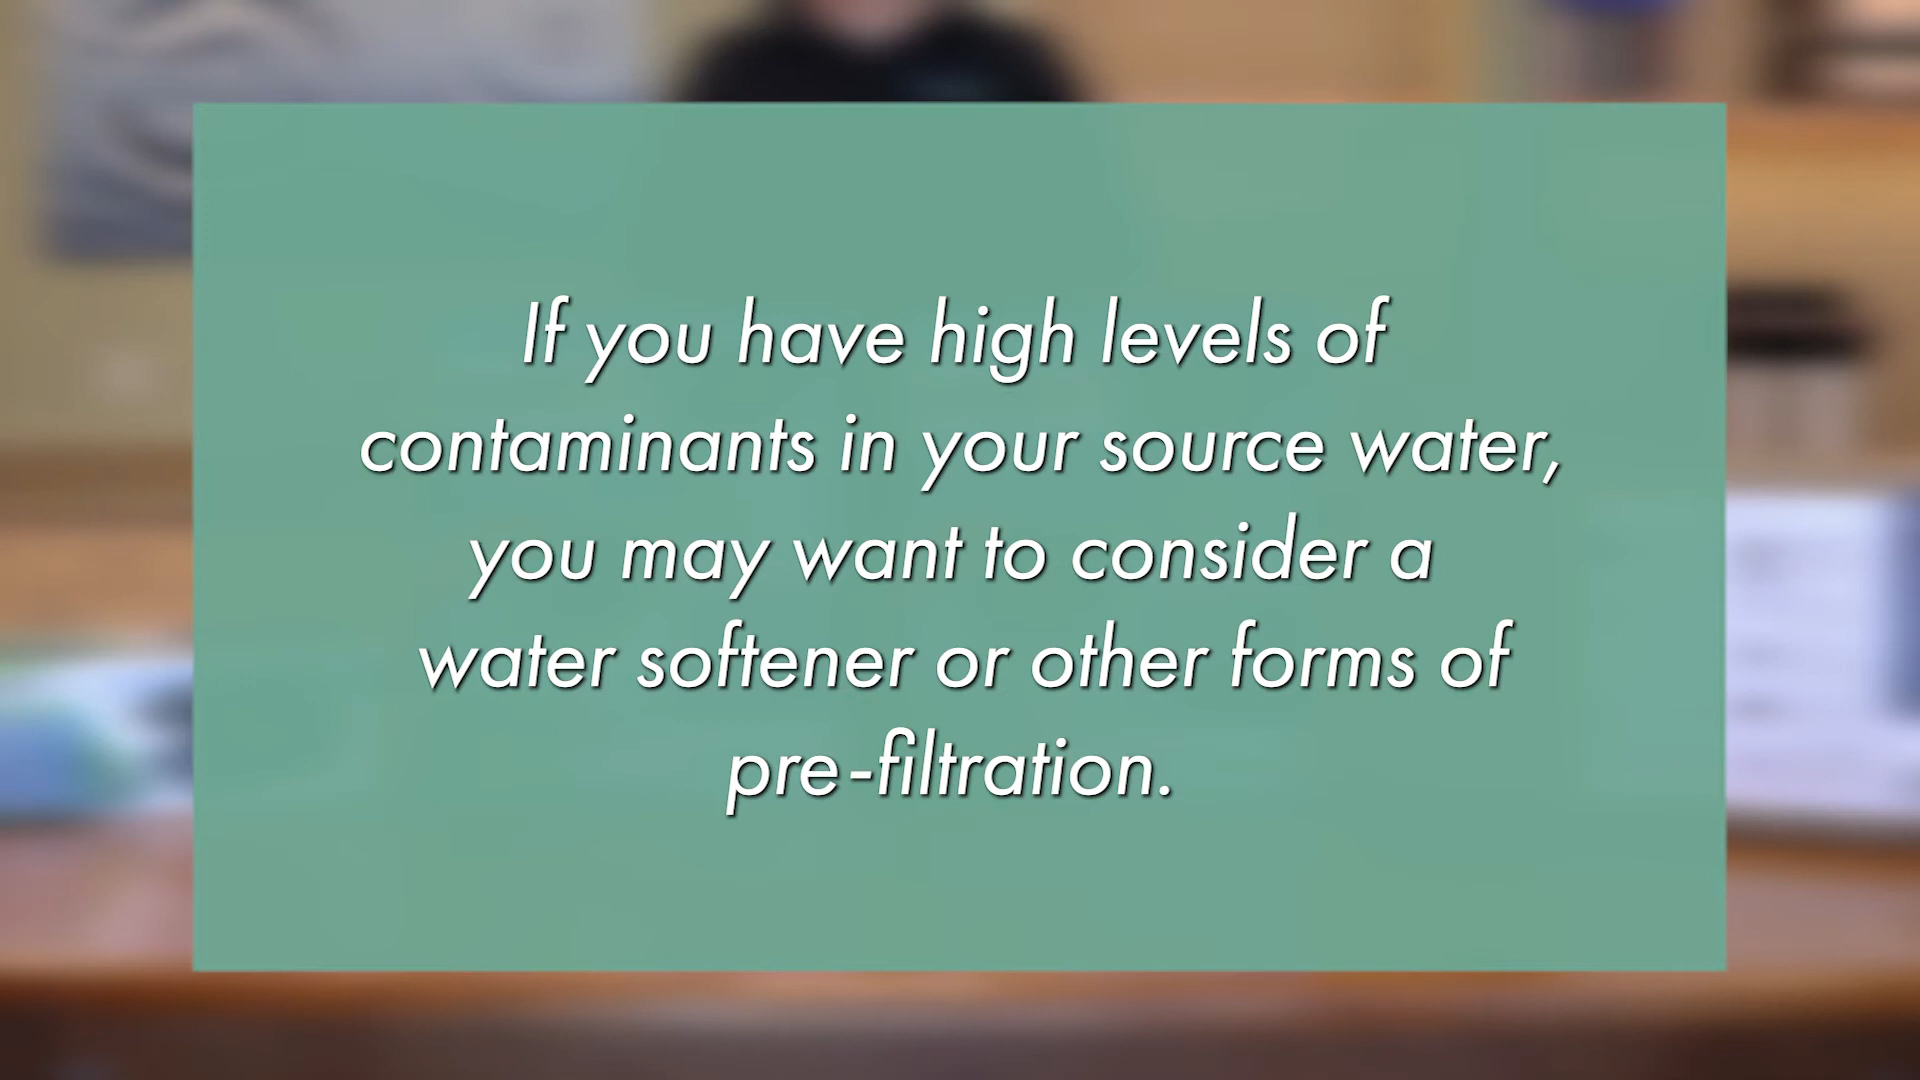 If you have high levels of
contaminants in your source water,
you may want to consider a
water softener or other forms of
pre-filtration.